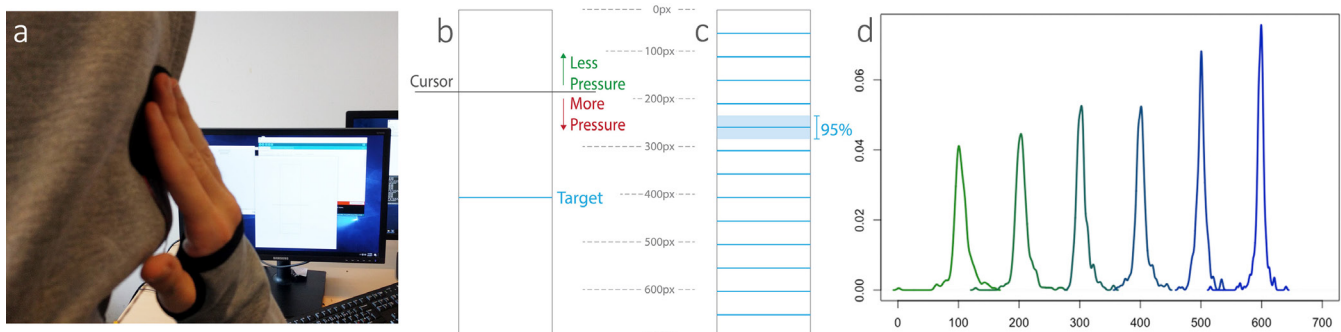 a
b
Cursor
Less
Pressure
More
Pressure
Target
0px
100px
200px
300px
400px
500px
600px
c
95%
d
0.06
0.04
0.02
0.00
0
100
200
300
400
500
600
700
SAMSUNG